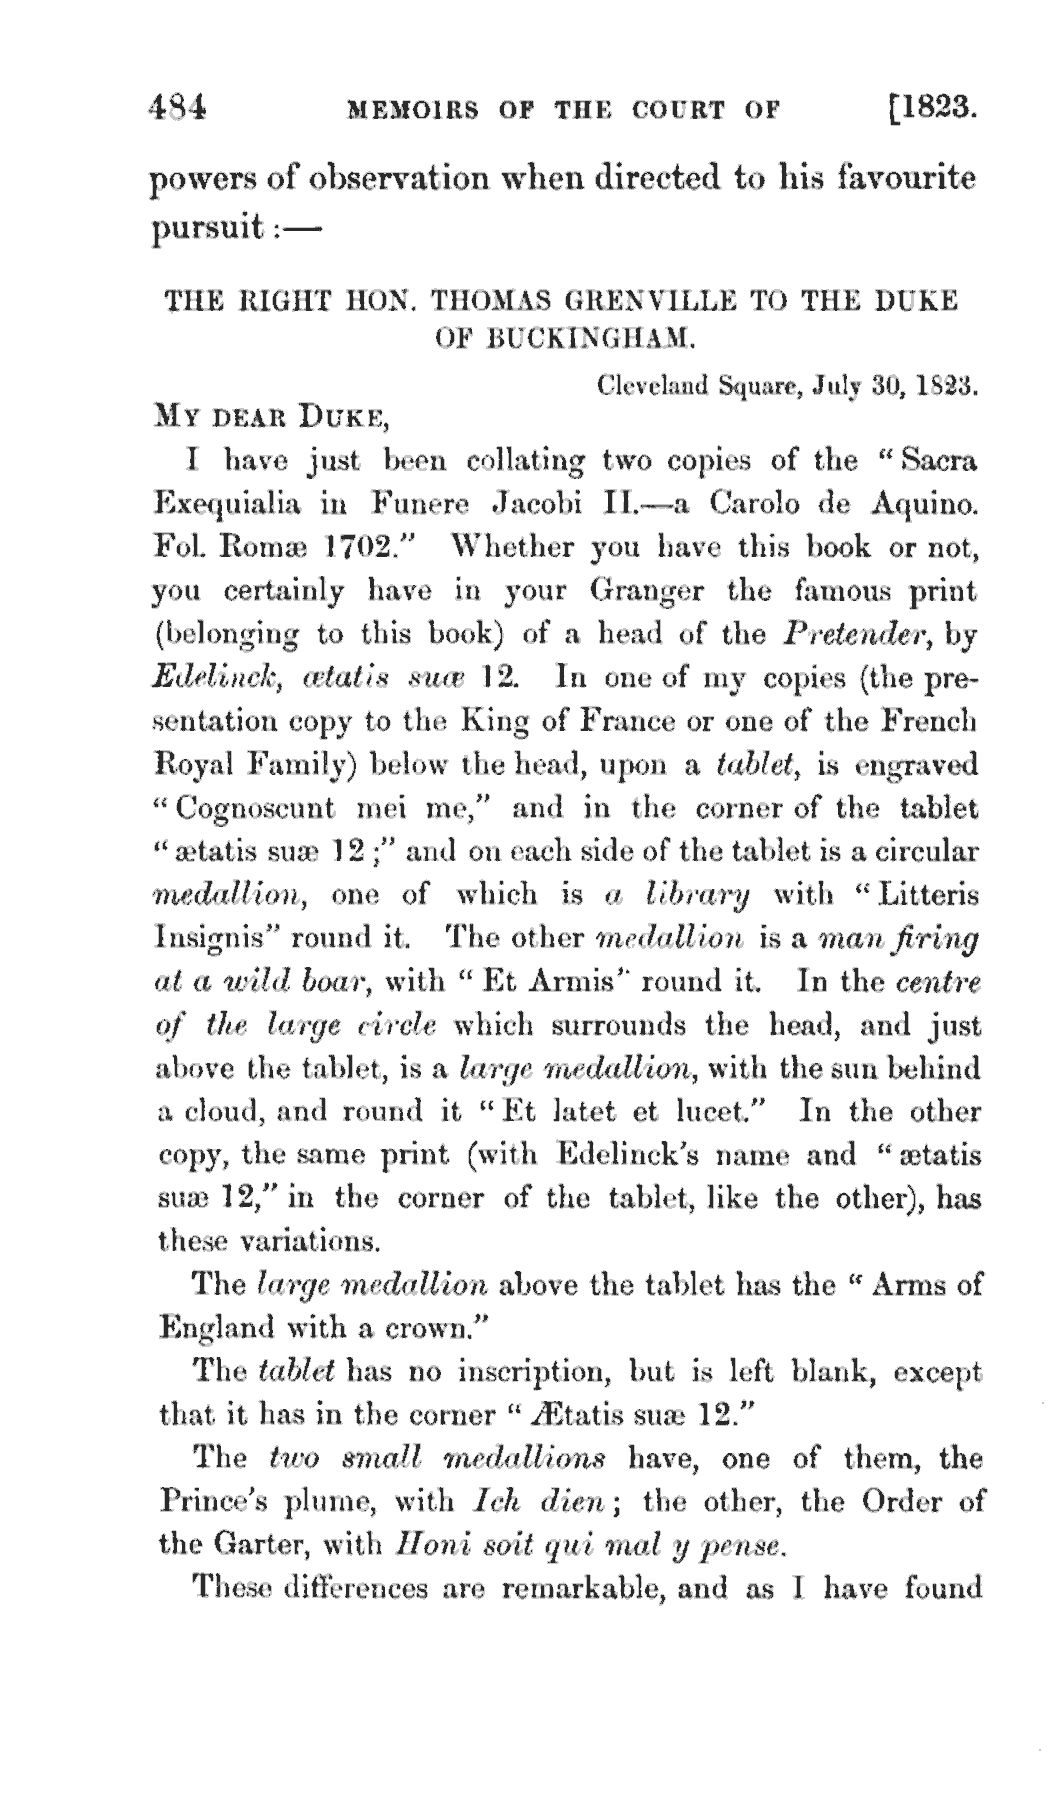 484 MEMOIRS OF THE COURT OF [1823.
powers of observation when directed to his favourite
pursuit :—
THE RIGHT HON. THOMAS GRENVILLE TO THE DUKE
OF BUCKINGHAM.
Cleveland Square, July 30, 1823.
MY DEAR DUKE,
I have just been collating two copies of the “ Sacra
Exequialia in Funere Jacobi II.—a Carolo de Aquino.
Fol. Romæ 1702.” Whether you have this book or not,
you certainly have in your Granger the famous print
(belonging to this book) of a head of the Pretender, by
Edelinck, ætatis suæ 12. In one of my copies (the pre-
sentation copy to the King of France or one of the French
Royal Family) below the head, upon a tablet, is engraved
“ Cognoscunt mei me,” and in the corner of the tablet
“ ætatis suæ 12 ;” and on each side of the tablet is a circular
medallion, one of which is a library with “ Litteris
Insignis” round it. The other medallion is a man firing
at a wild boar, with “ Et Armis” round it. In the centre
of the large circle which surrounds the head, and just
above the tablet, is a large medallion, with the sun behind
a cloud, and round it “ Et latet et lucet.” In the other
copy, the same print (with Edelinck’s name and “ ætatis
suæ 12,” in the corner of the tablet, like the other), has
these variations.
The large medallion above the tablet has the “ Arms of
England with a crown.”
The tablet has no inscription, but is left blank, except
that it has in the corner “ Ætatis suæ 12.”
The two small medallions have, one of them, the
Prince’s plume, with Ich dien ; the other, the Order of
the Garter, with Honi soit qui mal y pense.
These differences are remarkable, and as I have found